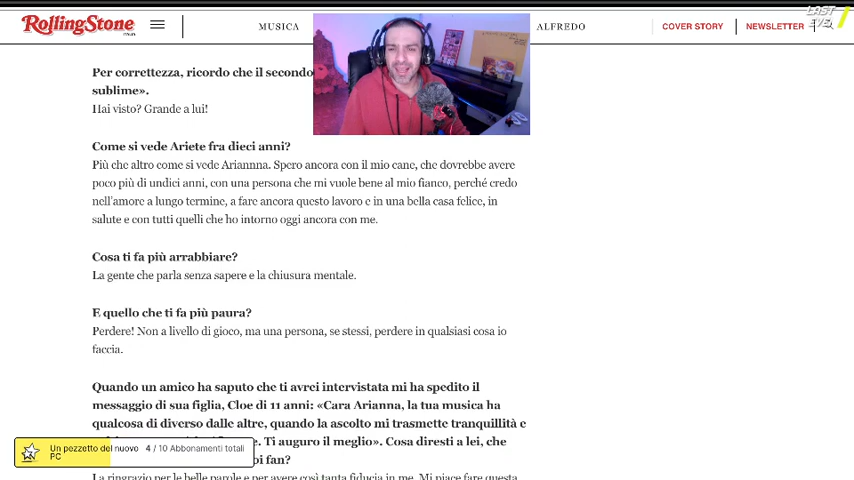 RollingStone
MUSICA
ALFREDO
COVER STORY
NEWSLETTER
LAST
Per correttezza, ricordo che il secondo
sublime».
Hai visto? Grande a lui!
Come si vede Ariete fra dieci anni?
Più che altro come si vede Ariannna. Spero ancora con il mio cane, che dovrebbe avere
poco più di undici anni, con una persona che mi vuole bene al mio fianco, perché credo
nell'amore a lungo termine, a fare ancora questo lavoro e in una bella casa felice, in
salute e con tutti quelli che ho intorno oggi ancora con me.
Cosa ti fa più arrabbiare?
La gente che parla senza sapere e la chiusura mentale.
E quello che ti fa più paura?
Perdere! Non a livello di gioco, ma una persona, se stessi, perdere in qualsiasi cosa io
faccia.
Quando un amico ha saputo che ti avrei intervistata mi ha spedito il
messaggio di sua figlia, Cloe di 11 anni: «Cara Arianna, la tua musica ha
qualcosa di diverso dalle altre, quando la ascolto mi trasmette tranquillità e
. Ti auguro il meglio». Cosa diresti a lei, che
oi fan?
Un pezzetto del nuovo PC
4 / 10 Abbonamenti totali
La ringrazio per le belle parole e per avere così tanta fiducia in me. Mi piace fare questa